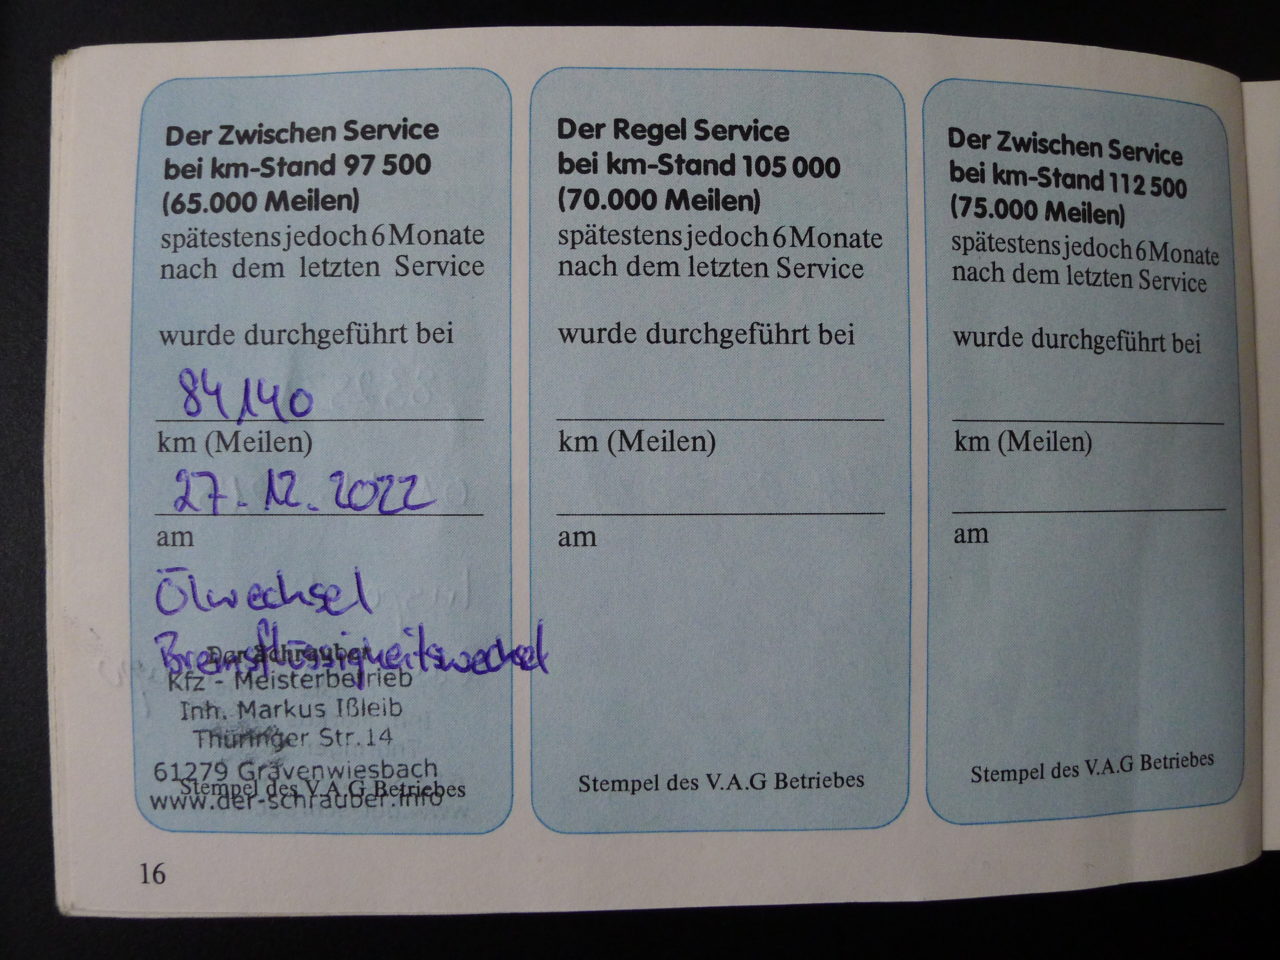 Der Zwischen Service
bei km-Stand 97 500
(65.000 Meilen)
spätestens jedoch 6 Monate
nach dem letzten Service
wurde durchgeführt bei
84140
km (Meilen)
27.12.2022
am
Ölwechsel
Bremsflüssigkeitswechsel
Der Schrauber
Kfz - Meisterbetrieb
Inh. Markus Ißleib
Thüringer Str. 14
61279 Grävenwiesbach
Stempel des V.A.G Betriebes
www.der-schrauber.info
Der Regel Service
bei km-Stand 105 000
(70.000 Meilen)
spätestens jedoch 6 Monate
nach dem letzten Service
wurde durchgeführt bei
km (Meilen)
am
Stempel des V.A.G Betriebes
Der Zwischen Service
bei km-Stand 112 500
(75.000 Meilen)
spätestens jedoch 6 Monate
nach dem letzten Service
wurde durchgeführt bei
km (Meilen)
am
Stempel des V.A.G Betriebes
16